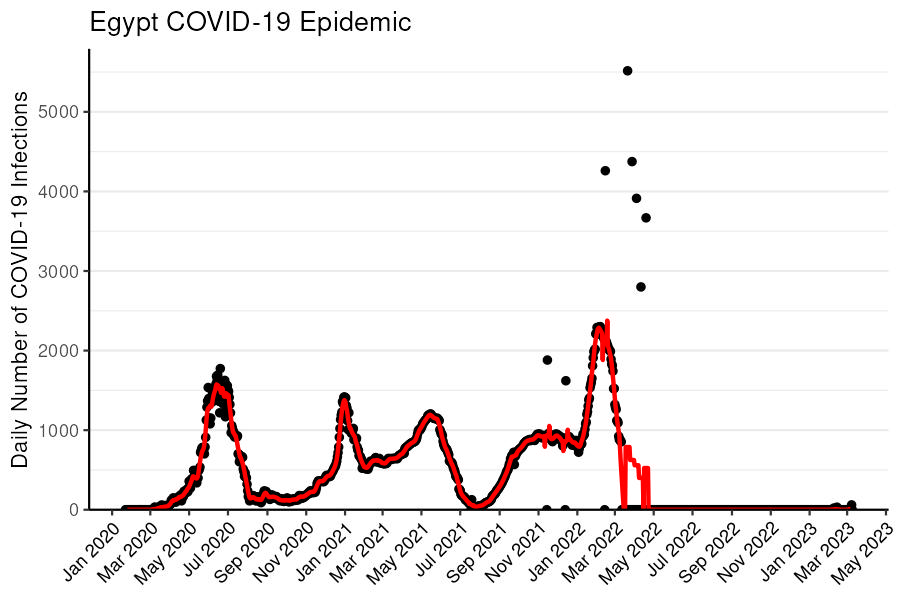 Egypt COVID-19 Epidemic
Daily Number of COVID-19 Infections
5000
4000
3000
2000
1000
0
Jan 2020
Mar 2020
May 2020
Jul 2020
Sep 2020
Nov 2020
Jan 2021
Mar 2021
May 2021
Jul 2021
Sep 2021
Nov 2021
Jan 2022
Mar 2022
May 2022
Jul 2022
Sep 2022
Nov 2022
Jan 2023
Mar 2023
May 2023